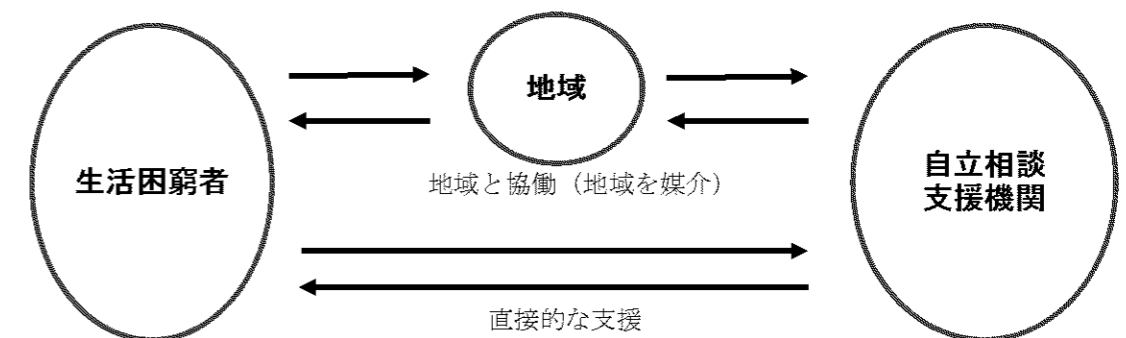 地域
生活困窮者
自立相談
支援機関
地域と協働（地域を媒介）
直接的な支援